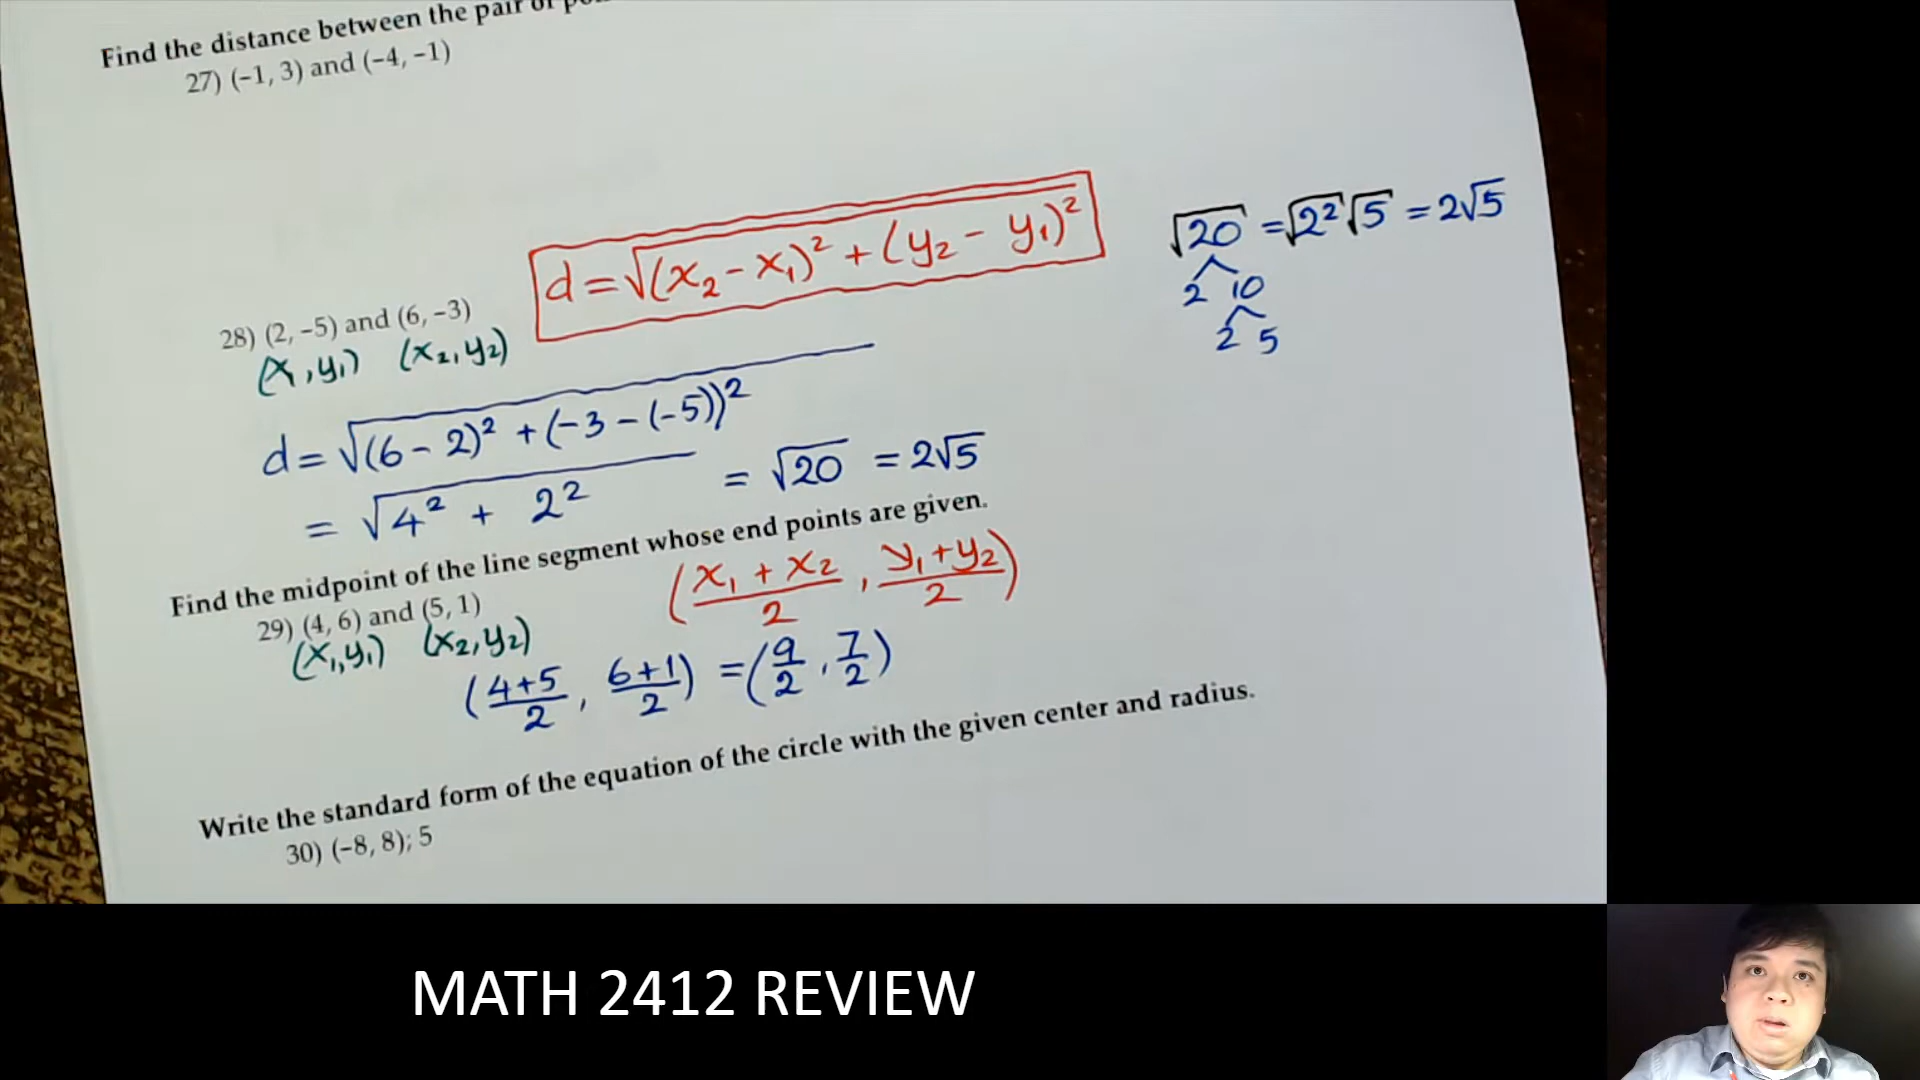 Find the distance between the pair of
27) (−1, 3) and (−4, −1)
d = √(x₂ − x₁)² + (y₂ − y₁)²
√20 = √2² √5 = 2√5
2 10
2 5
28) (2, −5) and (6, −3)
(x, y₁) (x₂, y₂)
d = √(6 − 2)² + (−3 − (−5))²
= √4² + 2² = √20 = 2√5
Find the midpoint of the line segment whose end points are given.
29) (4, 6) and (5, 1)
(x₁, y₁) (x₂, y₂)
(x₁ + x₂/2, y₁ + y₂/2)
(4+5/2, 6+1/2) = (9/2, 7/2)
Write the standard form of the equation of the circle with the given center and radius.
30) (−8, 8); 5
MATH 2412 REVIEW